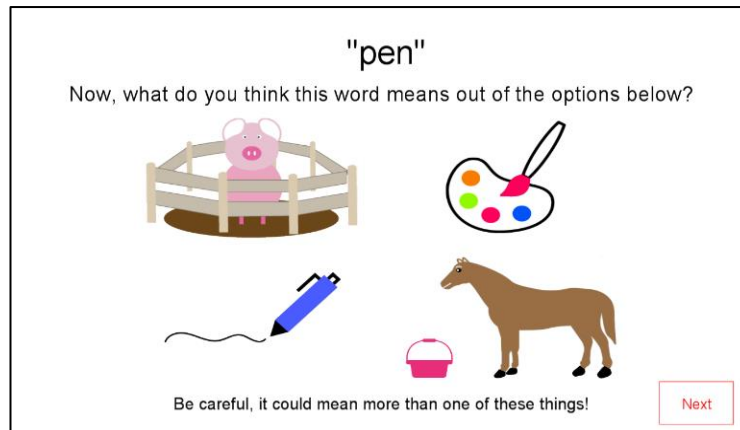 "pen"
Now, what do you think this word means out of the options below?
Be careful, it could mean more than one of these things!
Next